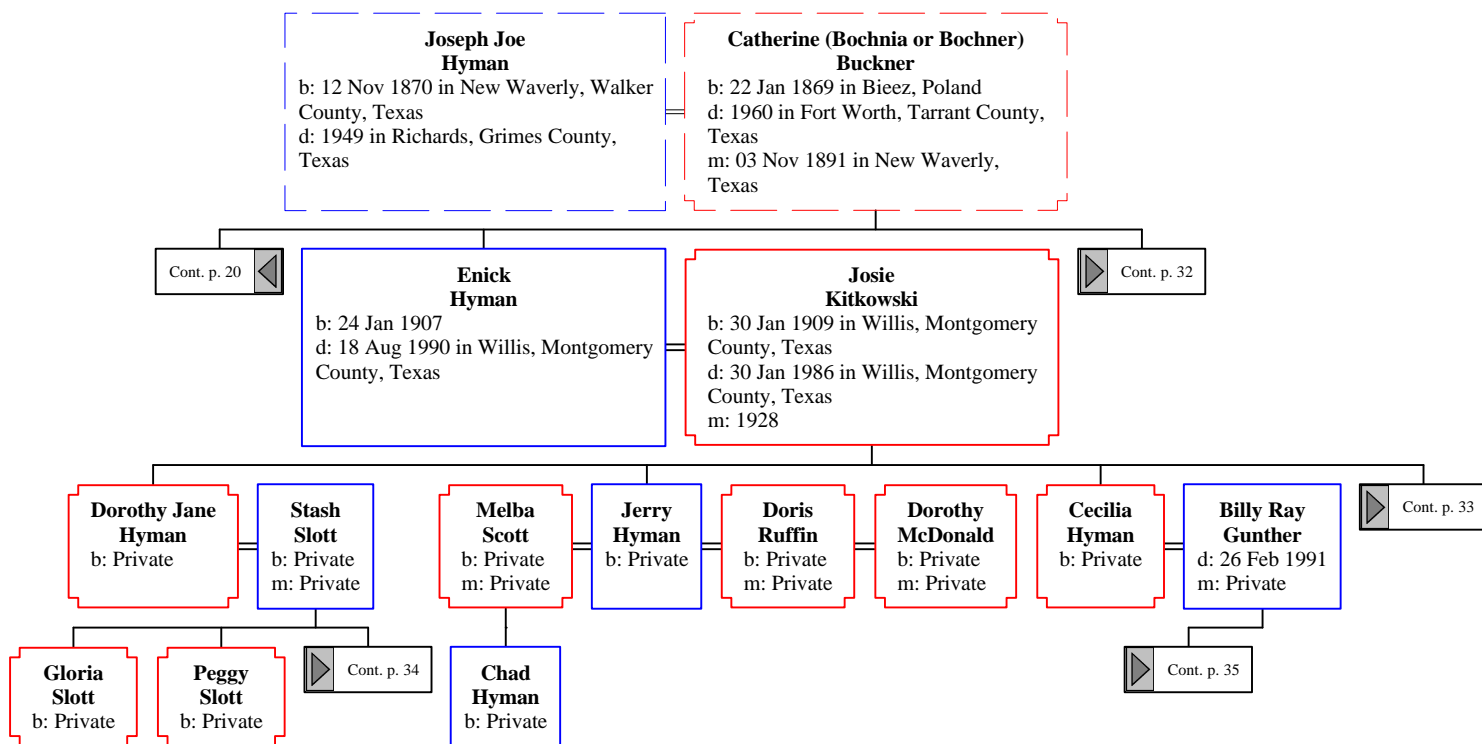 Joseph Joe
Hyman
b: 12 Nov 1870 in New Waverly, Walker
County, Texas
d: 1949 in Richards, Grimes County,
Texas
Catherine (Bochnia or Bochner)
Buckner
b: 22 Jan 1869 in Bieez, Poland
d: 1960 in Fort Worth, Tarrant County,
Texas
m: 03 Nov 1891 in New Waverly,
Texas
Cont. p. 20
Enick
Hyman
b: 24 Jan 1907
d: 18 Aug 1990 in Willis, Montgomery
County, Texas
Josie
Kitkowski
b: 30 Jan 1909 in Willis, Montgomery
County, Texas
d: 30 Jan 1986 in Willis, Montgomery
County, Texas
m: 1928
Cont. p. 32
Dorothy Jane
Hyman
b: Private
Stash
Slott
b: Private
m: Private
Melba
Scott
b: Private
m: Private
Jerry
Hyman
b: Private
Doris
Ruffin
b: Private
m: Private
Dorothy
McDonald
b: Private
m: Private
Cecilia
Hyman
b: Private
Billy Ray
Gunther
d: 26 Feb 1991
m: Private
Cont. p. 33
Gloria
Slott
b: Private
Peggy
Slott
b: Private
Cont. p. 34
Chad
Hyman
b: Private
Cont. p. 35